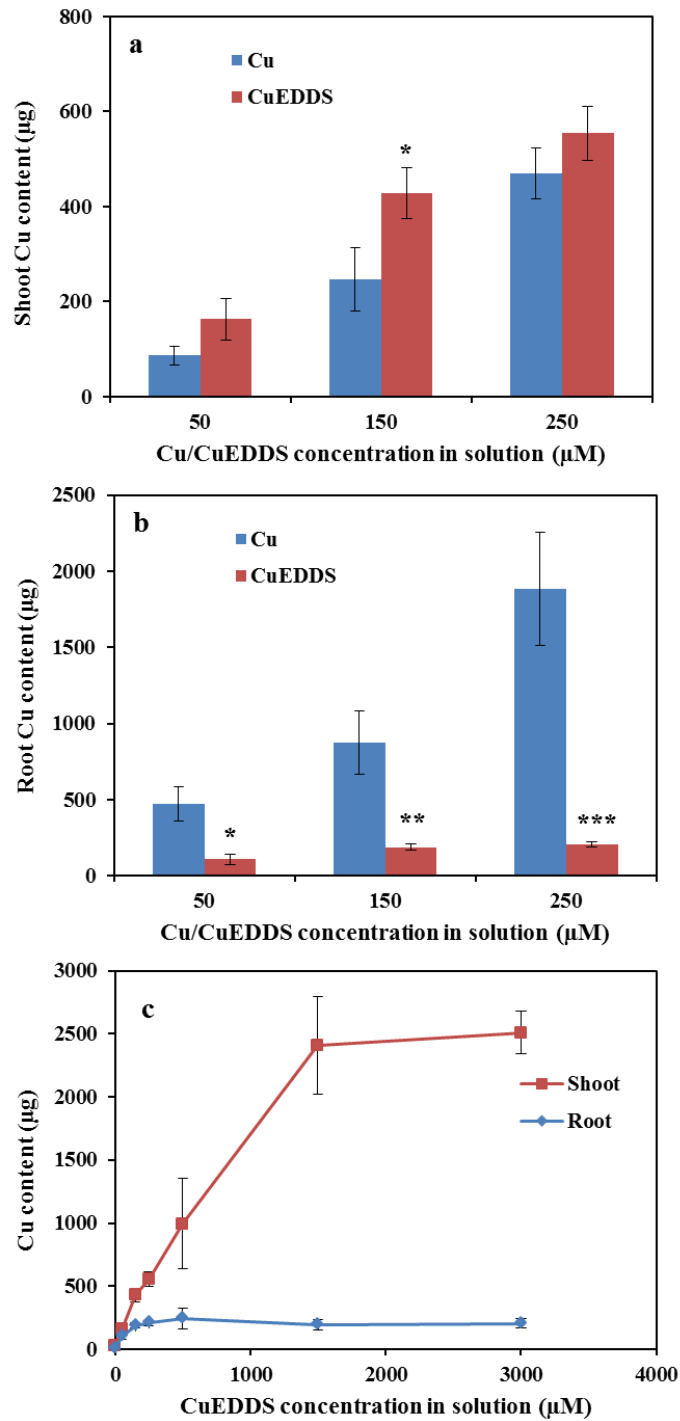 800
a
Cu
CuEDDS
600
*
400
200
0
50 150 250
Shoot Cu content (µg)
Cu/CuEDDS concentration in solution (µM)
2500
b
Cu
CuEDDS
2000
1500
1000
500
* ** ***
0
50 150 250
Root Cu content (µg)
Cu/CuEDDS concentration in solution (µM)
3000
c
2500
Shoot
Root
2000
1500
1000
500
0
0 1000 2000 3000 4000
Cu content (µg)
CuEDDS concentration in solution (µM)